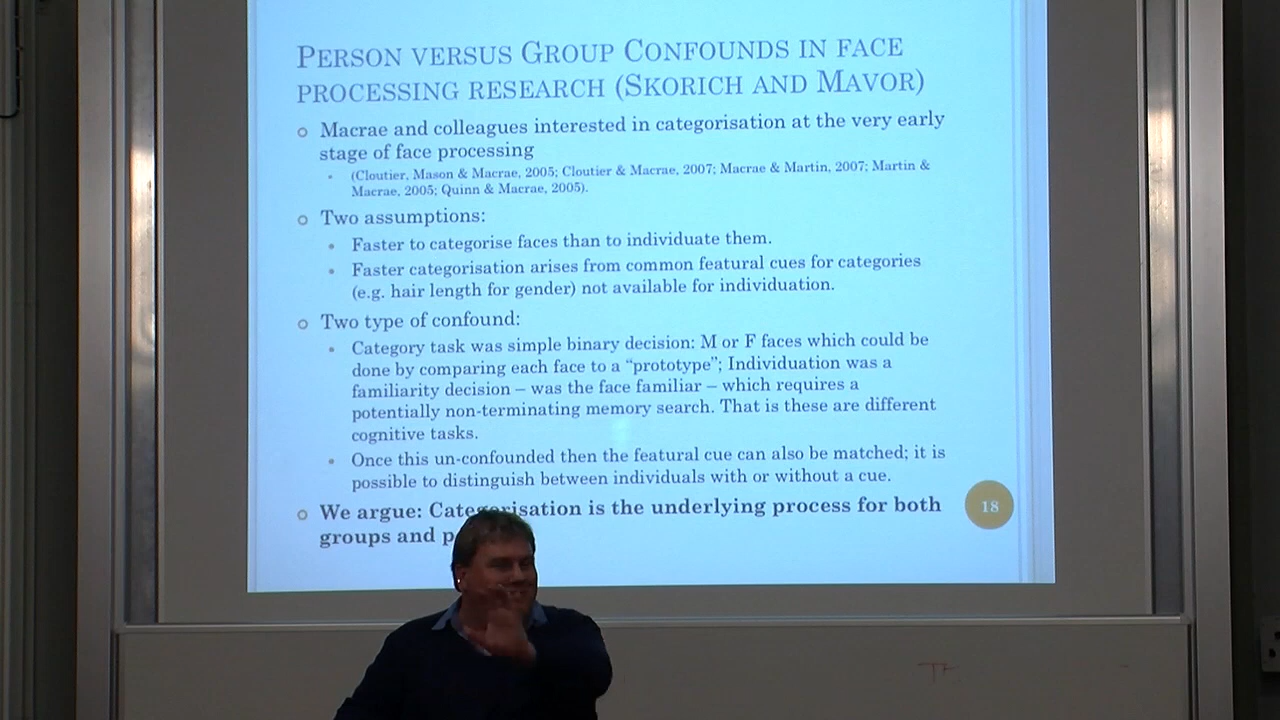 PERSON VERSUS GROUP CONFOUNDS IN FACE
PROCESSING RESEARCH (SKORICH AND MAVOR)
Macrae and colleagues interested in categorisation at the very early
stage of face processing
(Cloutier, Mason & Macrae, 2005; Cloutier & Macrae, 2007; Macrae & Martin, 2007; Martin &
Macrae, 2005; Quinn & Macrae, 2005).
Two assumptions:
Faster to categorise faces than to individuate them.
Faster categorisation arises from common featural cues for categories
(e.g. hair length for gender) not available for individuation.
Two type of confound:
Category task was simple binary decision: M or F faces which could be
done by comparing each face to a “prototype”; Individuation was a
familiarity decision – was the face familiar – which requires a
potentially non-terminating memory search. That is these are different
cognitive tasks.
Once this un-confounded then the featural cue can also be matched; it is
possible to distinguish between individuals with or without a cue.
We argue: Categorisation is the underlying process for both
groups and
18